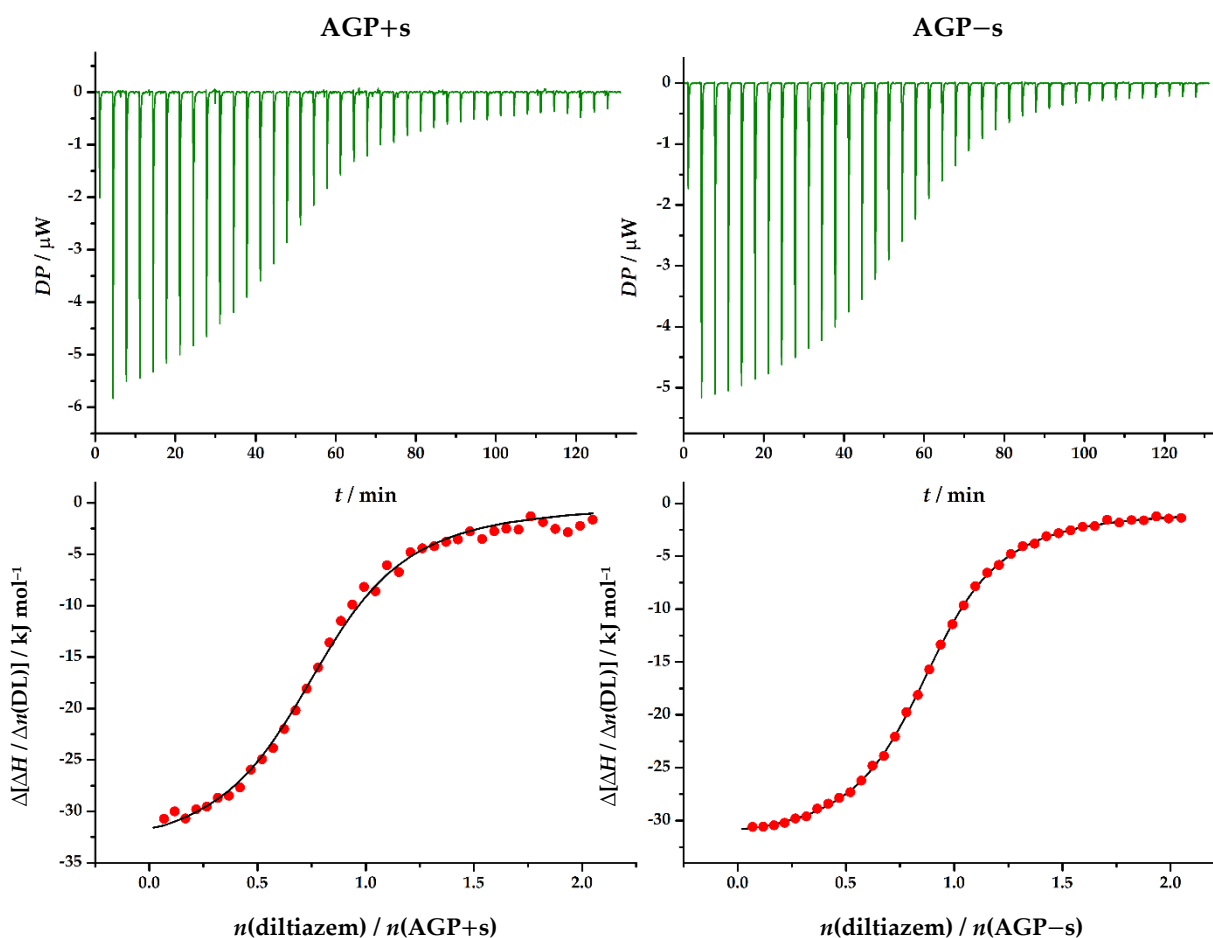 AGP+s
AGP−s
0
-1
-2
-3
-4
-5
-6
DP / µW
0 20 40 60 80 100 120
t / min
0
-1
-2
-3
-4
-5
DP / µW
0 20 40 60 80 100 120
t / min
0
-5
-10
-15
-20
-25
-30
-35
Δ[ΔH / Δn(DL)] / kJ mol⁻¹
0.0 0.5 1.0 1.5 2.0
n(diltiazem) / n(AGP+s)
0
-5
-10
-15
-20
-25
-30
Δ[ΔH / Δn(DL)] / kJ mol⁻¹
0.0 0.5 1.0 1.5 2.0
n(diltiazem) / n(AGP−s)